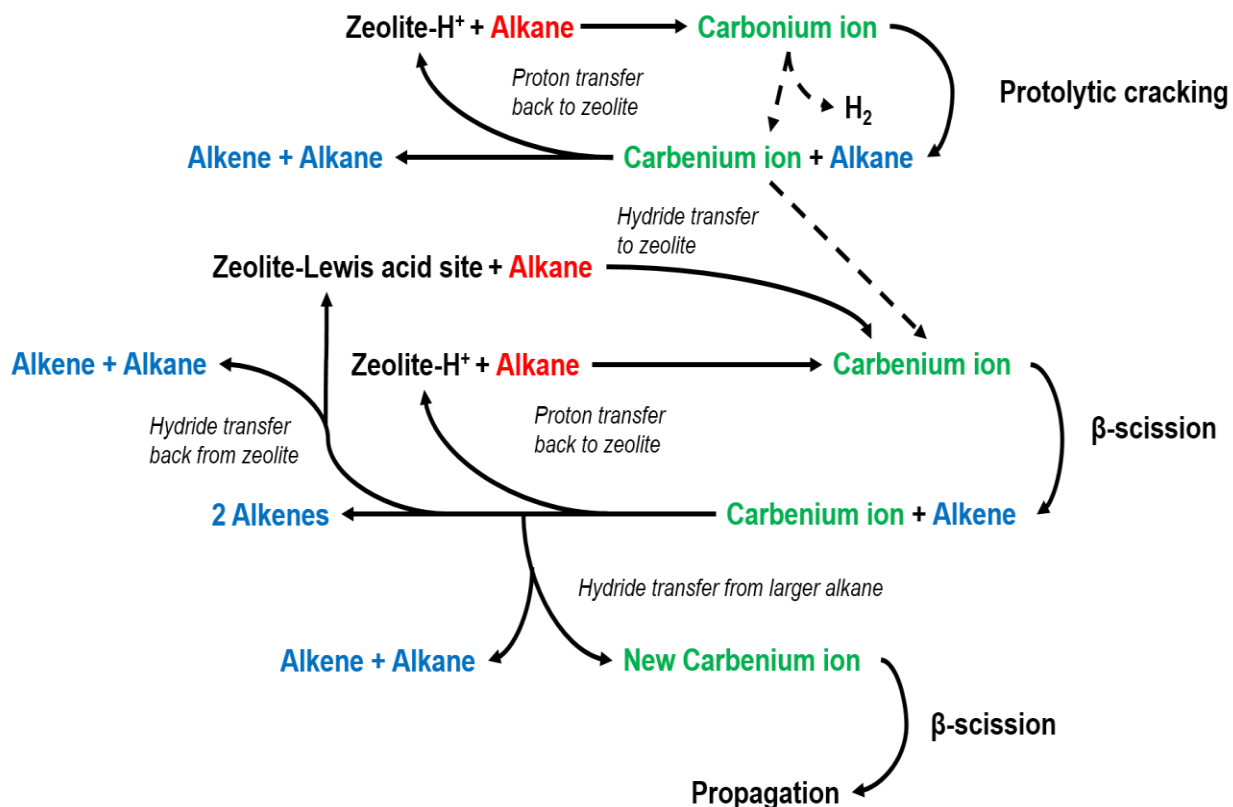 Zeolite-H⁺ + Alkane
Carbonium ion
Proton transfer
back to zeolite
H₂
Protolytic cracking
Alkene + Alkane
Carbenium ion + Alkane
Hydride transfer
to zeolite
Zeolite-Lewis acid site + Alkane
Alkene + Alkane
Zeolite-H⁺ + Alkane
Carbenium ion
Hydride transfer
back from zeolite
Proton transfer
back to zeolite
β-scission
2 Alkenes
Carbenium ion + Alkene
Hydride transfer from larger alkane
Alkene + Alkane
New Carbenium ion
β-scission
Propagation